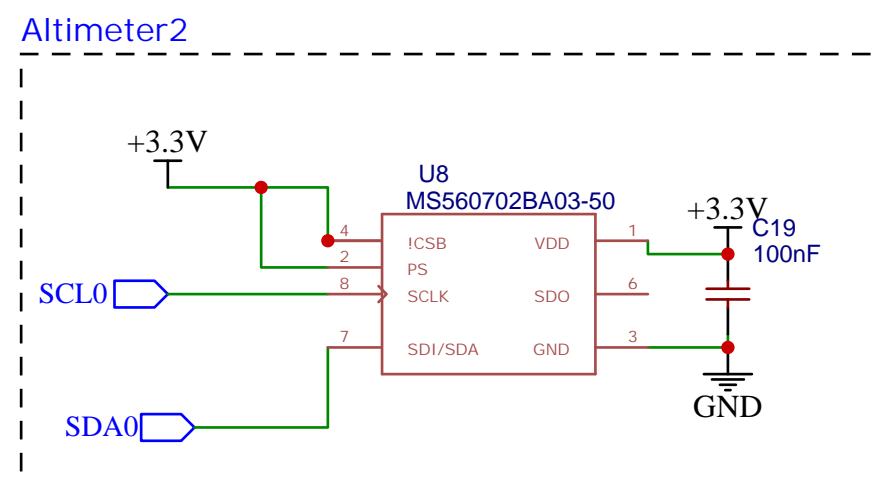 Altimeter2
+3.3V
U8
MS560702BA03-50
+3.3V
C19
100nF
4
!CSB
VDD
1
2
PS
SCL0
8
SCLK
SDO
6
7
SDI/SDA
GND
3
GND
SDA0